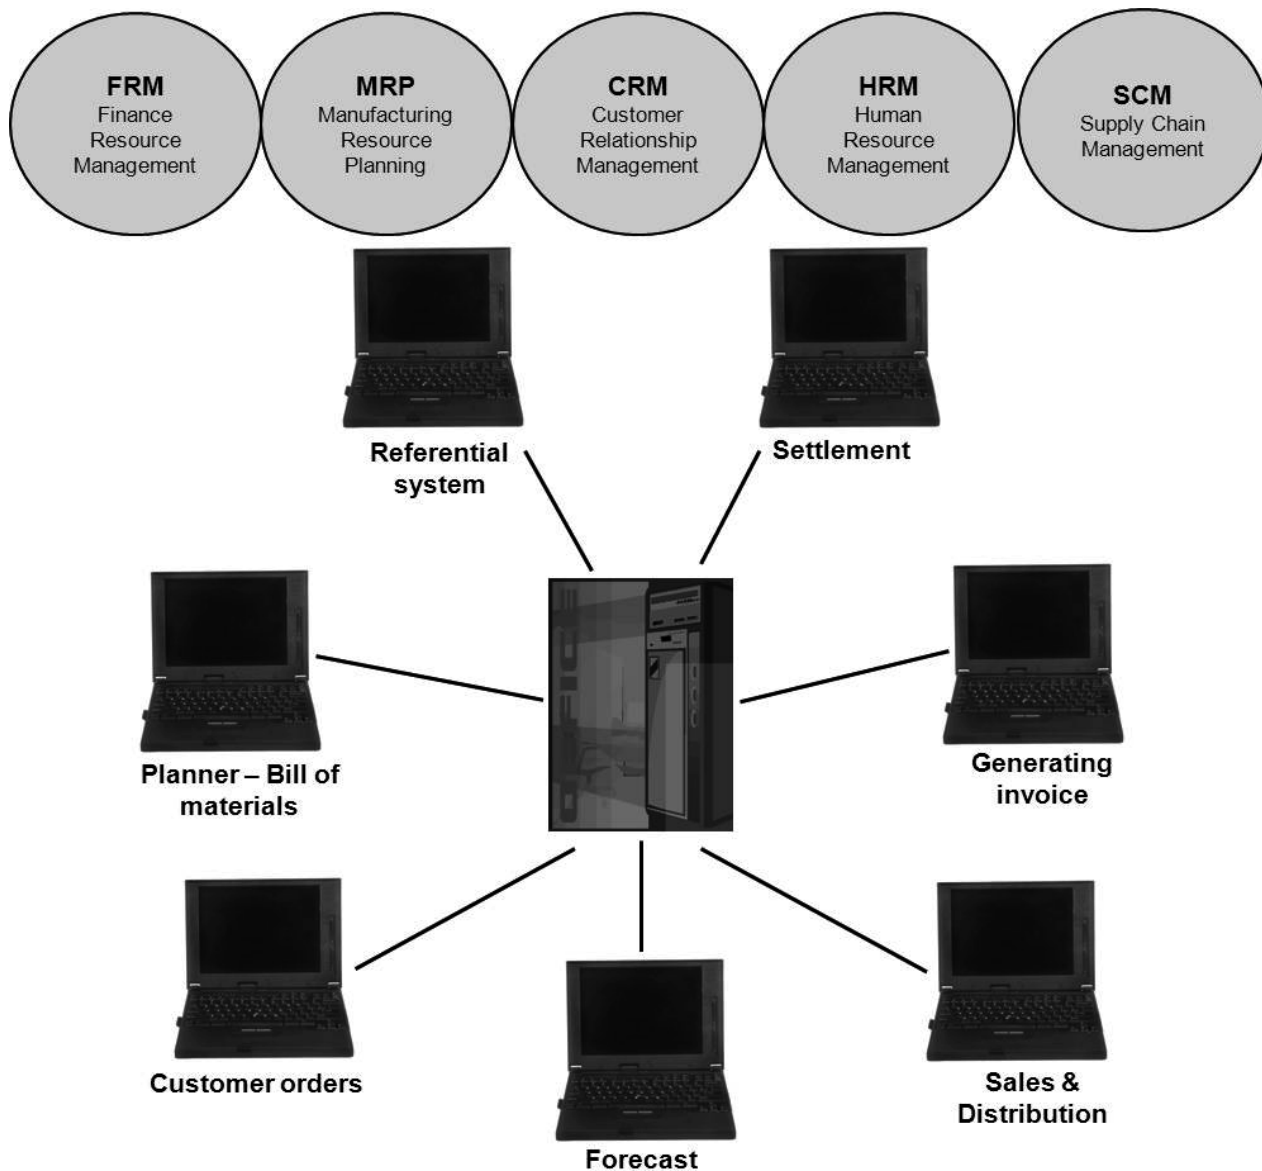 FRM
Finance
Resource
Management
MRP
Manufacturing
Resource
Planning
CRM
Customer
Relationship
Management
HRM
Human
Resource
Management
SCM
Supply Chain
Management
Referential
system
Settlement
Planner – Bill of
materials
Generating
invoice
Customer orders
Forecast
Sales &
Distribution